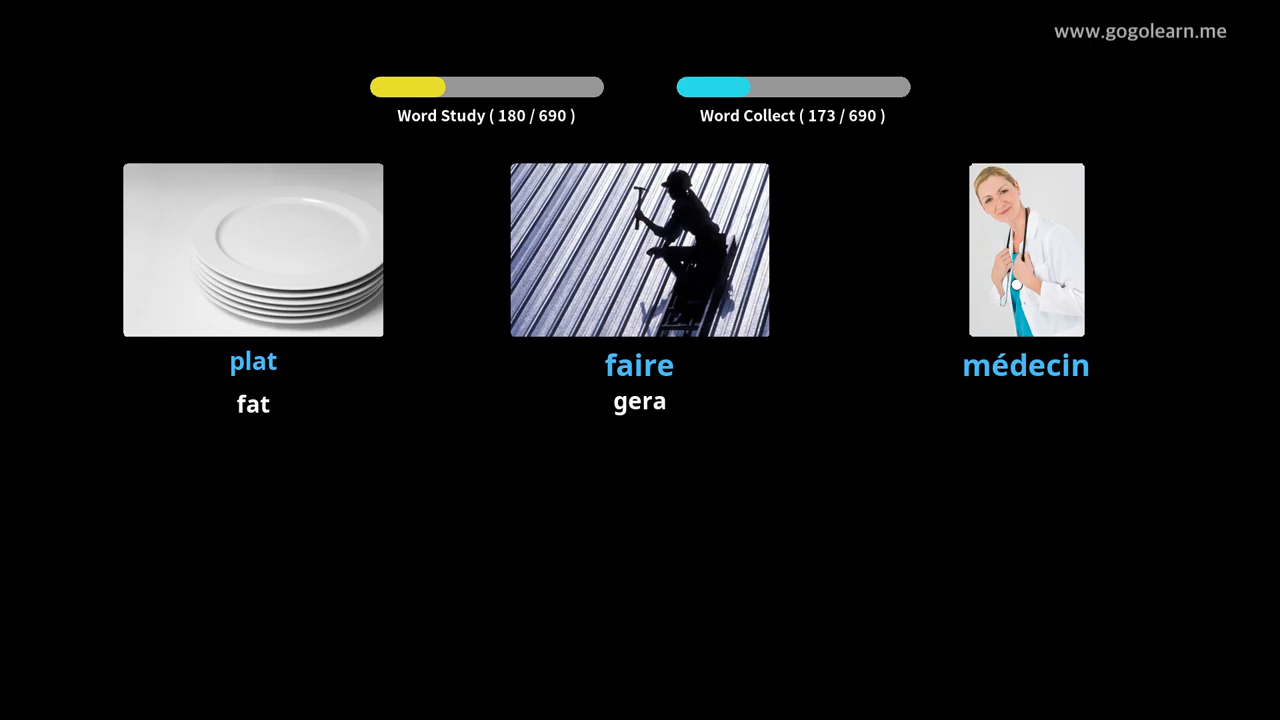 www.gogolearn.me
Word Study ( 180 / 690 )
Word Collect ( 173 / 690 )
plat
fat
faire
gera
médecin